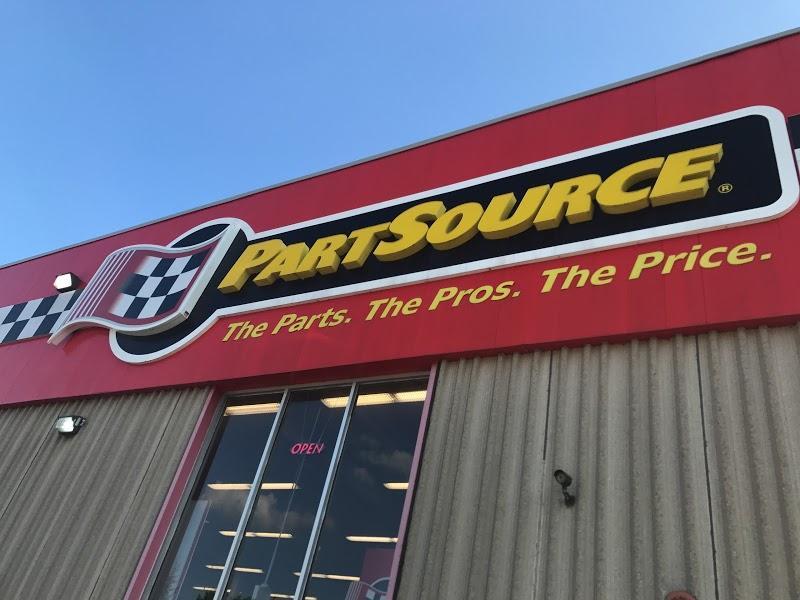 PARTSOURCE®
The Parts. The Pros. The Price.
OPEN